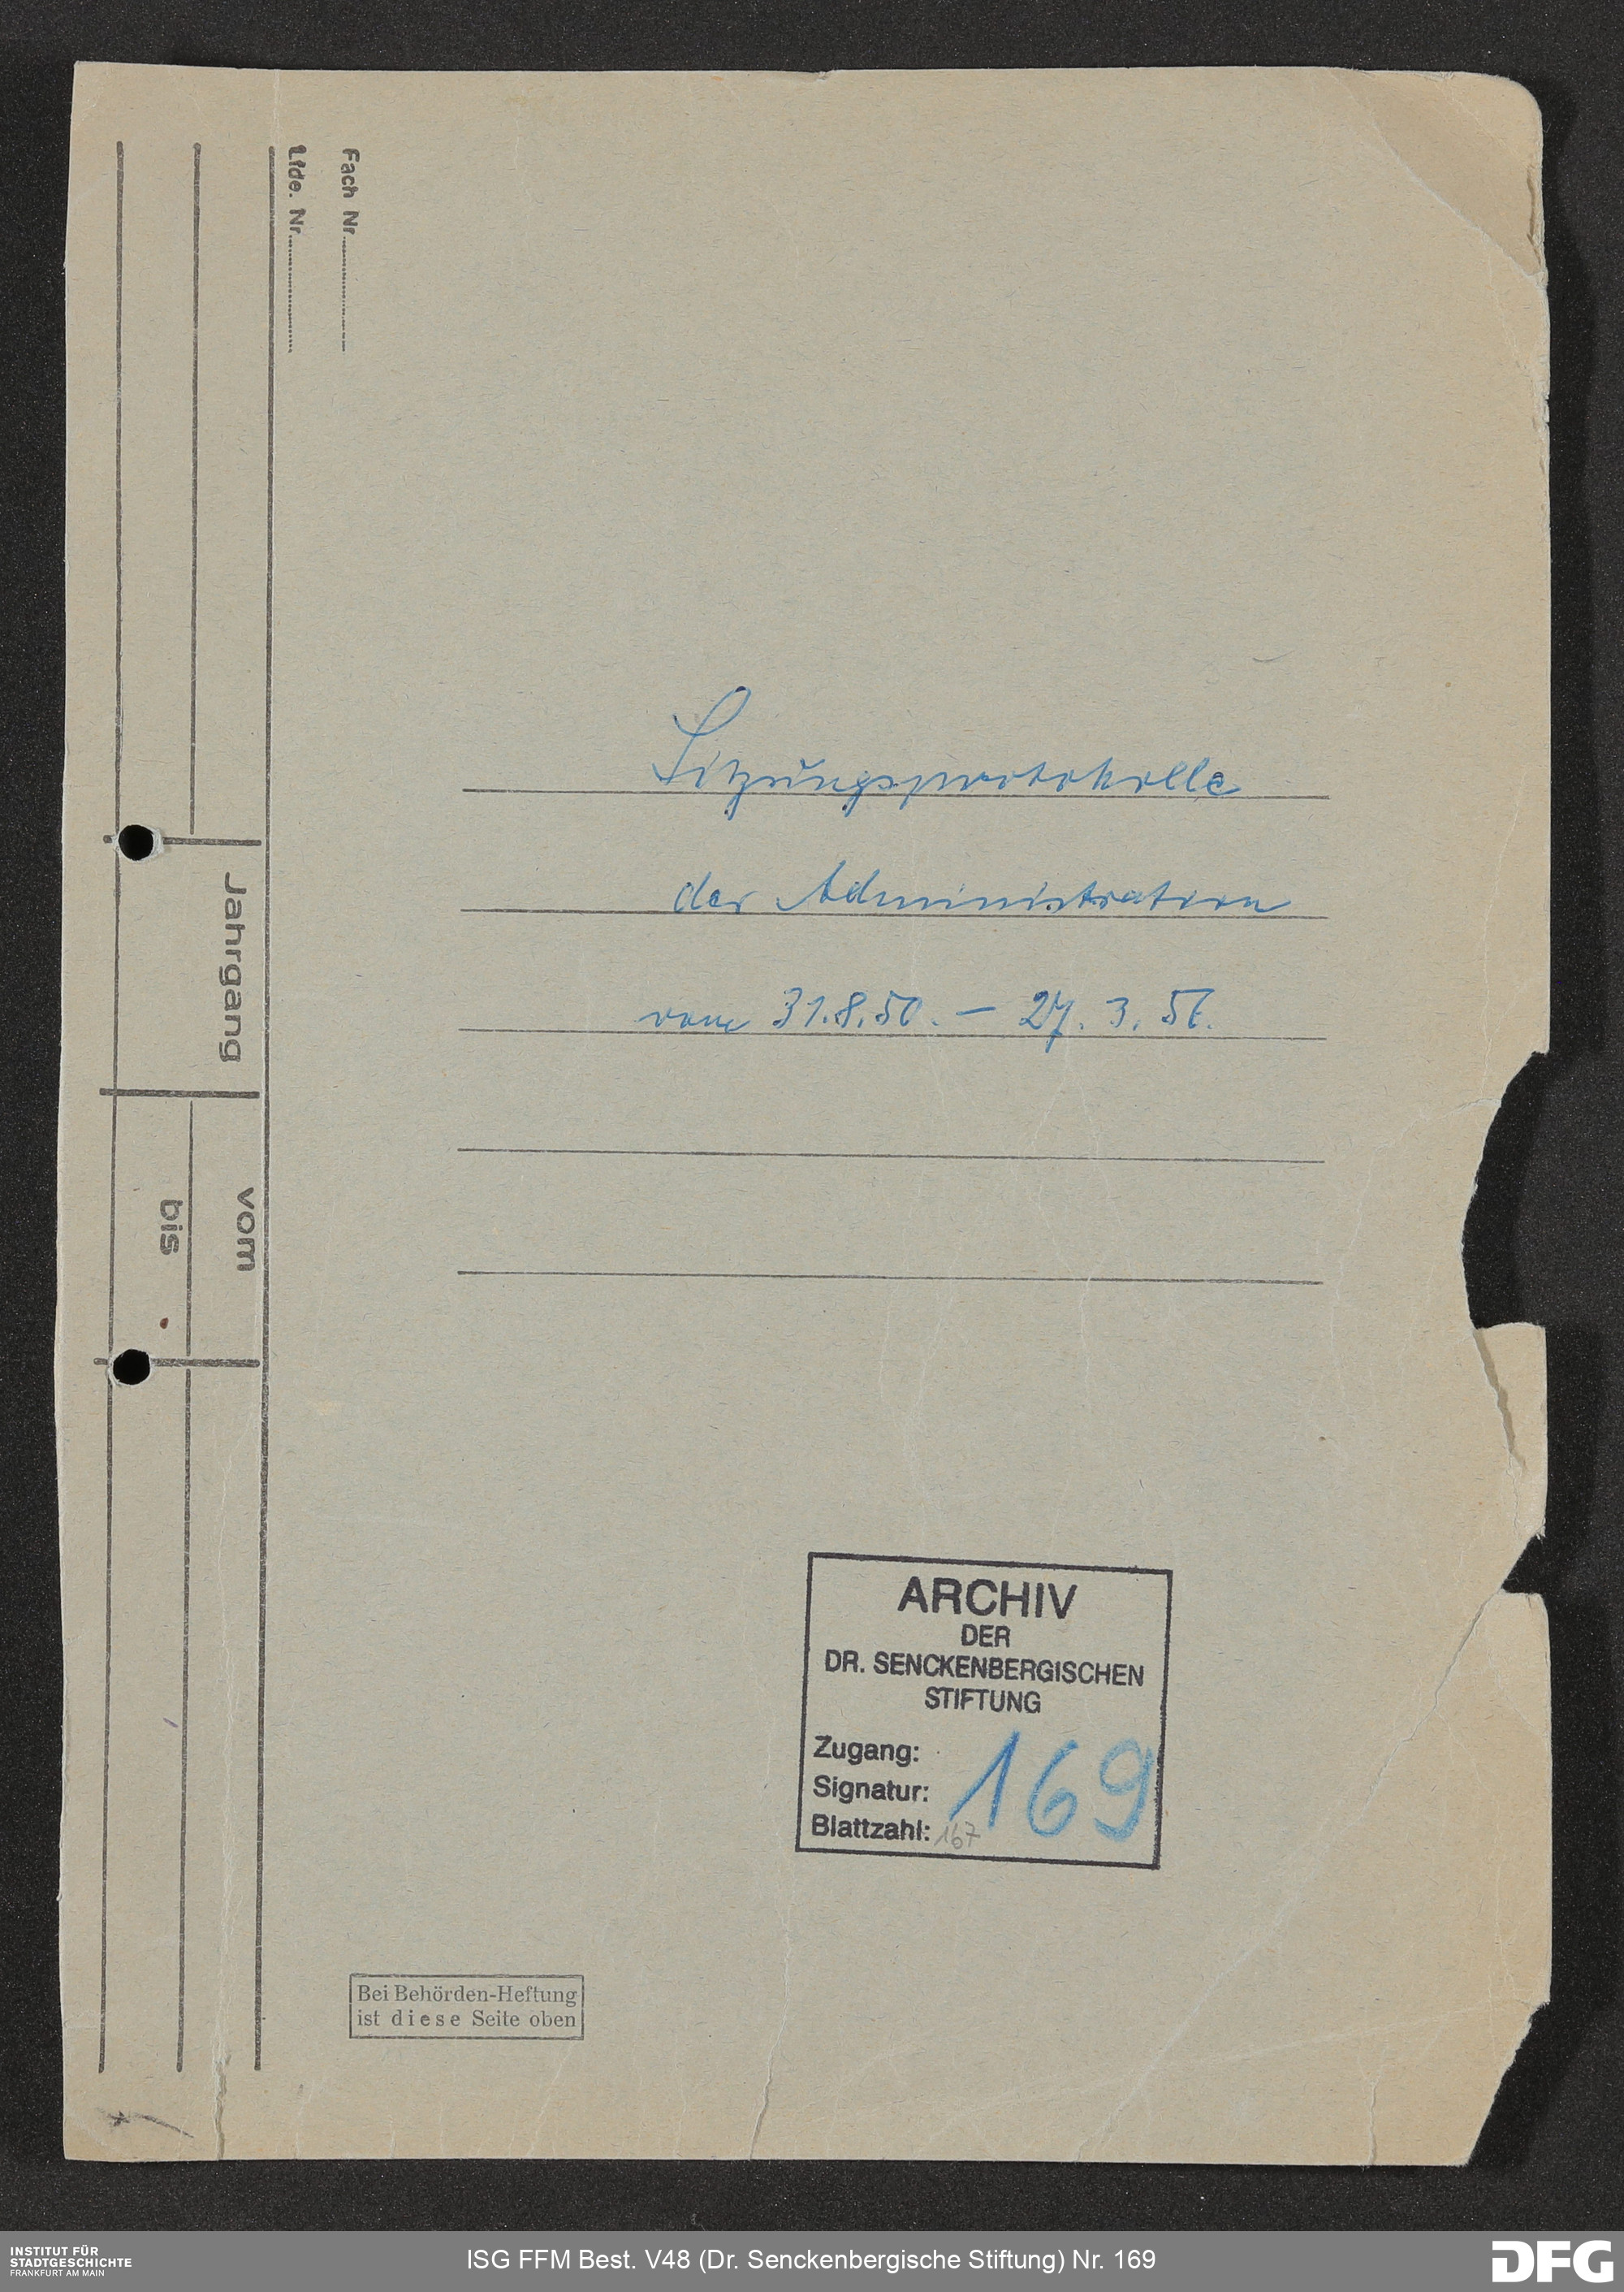 Fach Nr.
Lfde. Nr.
Jahrgang
vom
bis
Sitzungsprotokolle
der Administration
vom 31.8.50. – 27. 3.
ARCHIV
DER
DR. SENCKENBERGISCHEN
STIFTUNG
Zugang:
Signatur: 169
Blattzahl: 167
Bei Behörden-Heftung
ist diese Seite oben
INSTITUT FÜR
STADTGESCHICHTE
FRANKFURT AM MAIN
ISG FFM Best. V48 (Dr. Senckenbergische Stiftung) Nr. 169
DFG